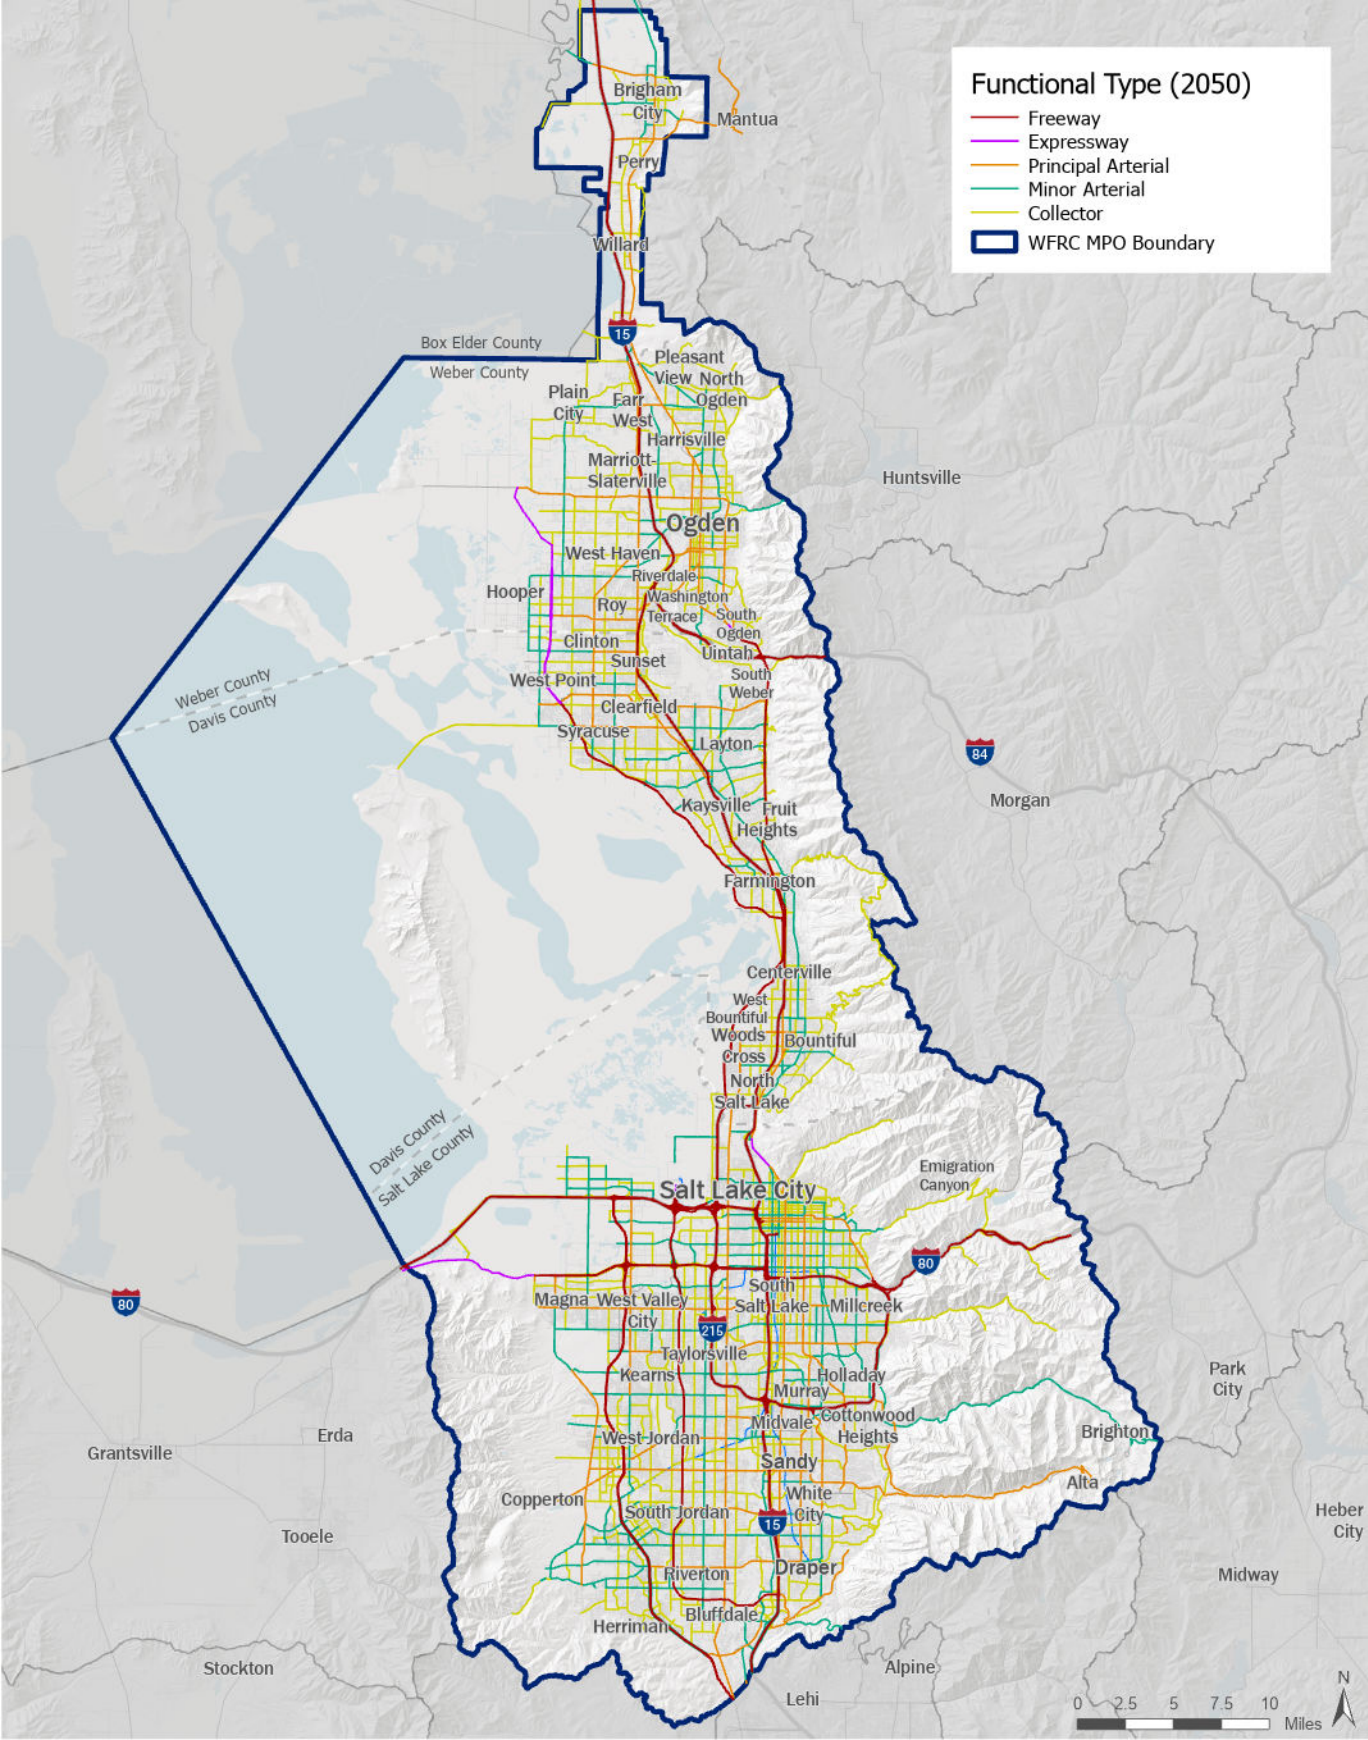 Functional Type (2050)
Freeway
Expressway
Principal Arterial
Minor Arterial
Collector
WFRC MPO Boundary
Brigham
City
Mantua
Perry
Willard
15
Box Elder County
Weber County
Pleasant
View
North
Ogden
Plain
City
Farr
West
Harrisville
Marriott-
Slaterville
Huntsville
Ogden
West Haven
Riverdale
Hooper
Roy
Washington
Terrace
South
Ogden
Clinton
Uintah
Sunset
West Point
South
Weber
Weber County
Davis County
Clearfield
Syracuse
Layton
84
Morgan
Kaysville
Fruit
Heights
Farmington
Centerville
West
Bountiful
Woods
Cross
Bountiful
North
Salt Lake
Davis County
Salt Lake County
Emigration
Canyon
Salt Lake City
80
80
South
Salt Lake
Magna
West Valley
City
Millcreek
215
Taylorsville
Kearns
Holladay
Murray
Park
City
Midvale
Cottonwood
Heights
Brighton
West Jordan
Erda
Grantsville
Sandy
Alta
White
City
Copperton
South Jordan
15
Heber
City
Tooele
Draper
Riverton
Midway
Bluffdale
Herriman
Stockton
Alpine
Lehi
N
0 2.5 5 7.5 10
Miles